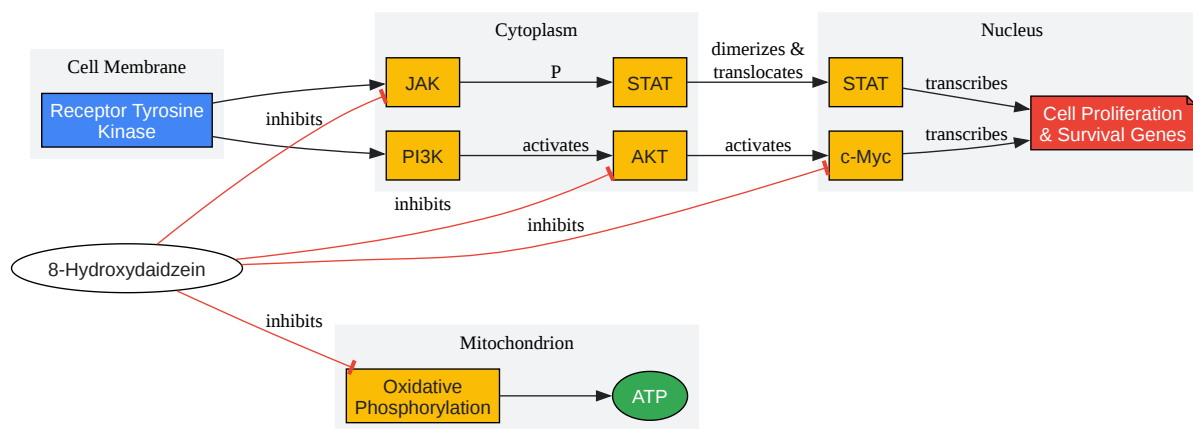 Cell Membrane
Receptor Tyrosine
Kinase
Cytoplasm
JAK
P
STAT
PI3K
activates
AKT
dimerizes &
translocates
activates
Nucleus
STAT
transcribes
c-Myc
transcribes
Cell Proliferation
& Survival Genes
inhibits
inhibits
inhibits
8-Hydroxydaidzein
inhibits
Mitochondrion
Oxidative
Phosphorylation
ATP